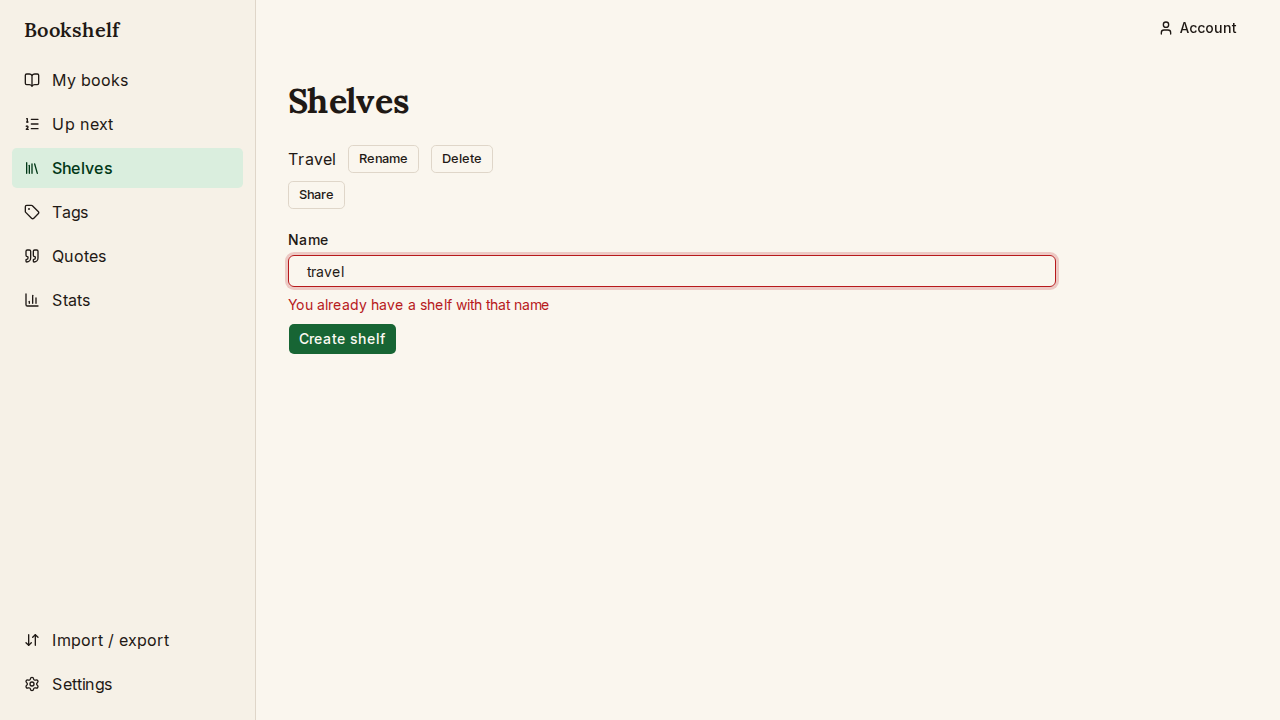 Bookshelf
Account
My books
Up next
Shelves
Tags
Quotes
Stats
Import / export
Settings
Shelves
Travel Rename Delete
Share
Name
travel
You already have a shelf with that name
Create shelf